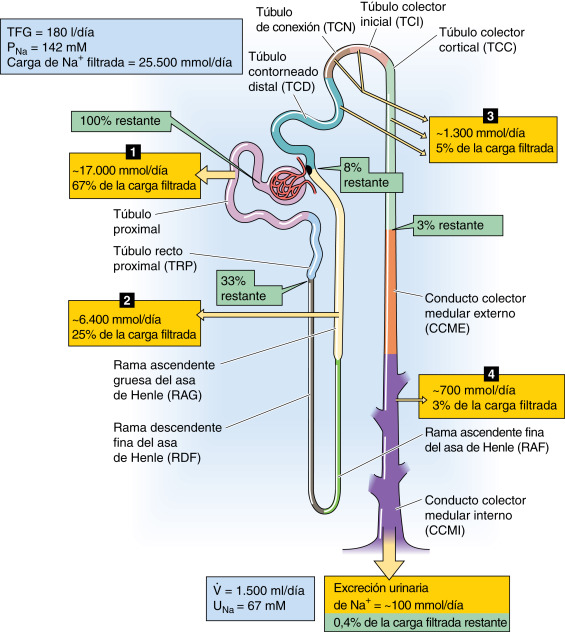 TFG = 180 l/día
P Na = 142 mM
Carga de Na+ filtrada = 25.500 mmol/día
Túbulo
de conexión (TCN)
Túbulo colector
inicial (TCI)
Túbulo colector
cortical (TCC)
Túbulo
contorneado
distal (TCD)
100% restante
1
~17.000 mmol/día
67% de la carga filtrada
3
~1.300 mmol/día
5% de la carga filtrada
8%
restante
Túbulo
proximal
3% restante
Túbulo recto
proximal (TRP)
33%
restante
2
~6.400 mmol/día
25% de la carga filtrada
Conducto colector
medular externo
(CCME)
Rama ascendente
gruesa del asa
de Henle (RAG)
4
~700 mmol/día
3% de la carga filtrada
Rama descendente
fina del asa
de Henle (RDF)
Rama ascendente fina
del asa de Henle (RAF)
Conducto colector
medular interno
(CCMI)
V̇ = 1.500 ml/día
U Na = 67 mM
Excreción urinaria
de Na+ = ~100 mmol/día
0,4% de la carga filtrada restante